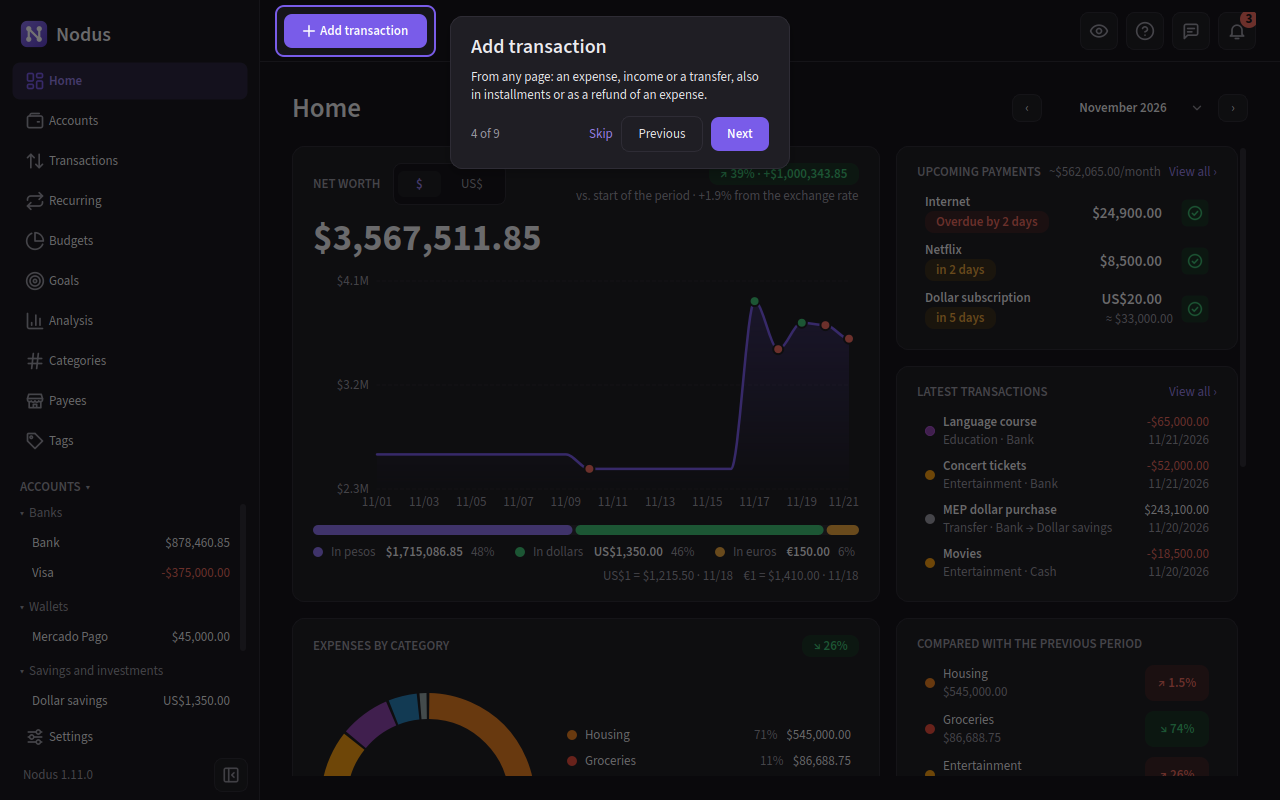 Nodus
Home
Accounts
Transactions
Recurring
Budgets
Goals
Analysis
Categories
Payees
Tags
ACCOUNTS
Banks
Bank $878,460.85
Visa -$375,000.00
Wallets
Mercado Pago $45,000.00
Savings and investments
Dollar savings US$1,350.00
Settings
Nodus 1.11.0
Add transaction
3
Add transaction
From any page: an expense, income or a transfer, also
in installments or as a refund of an expense.
4 of 9 Skip Previous Next
Home
‹ November 2026 ›
NET WORTH $ US$
↗ 39% · +$1,000,343.85
vs. start of the period · +1.9% from the exchange rate
$3,567,511.85
$4.1M
$3.2M
$2.3M
11/01 11/03 11/05 11/07 11/09 11/11 11/13 11/15 11/17 11/19 11/21
In pesos $1,715,086.85 48% In dollars US$1,350.00 46% In euros €150.00 6%
US$1 = $1,215.50 · 11/18 €1 = $1,410.00 · 11/18
UPCOMING PAYMENTS ~$562,065.00/month View all ›
Internet
Overdue by 2 days
$24,900.00
Netflix
in 2 days
$8,500.00
Dollar subscription
in 5 days
US$20.00
≈ $33,000.00
LATEST TRANSACTIONS View all ›
Language course -$65,000.00
Education · Bank 11/21/2026
Concert tickets -$52,000.00
Entertainment · Bank 11/21/2026
MEP dollar purchase $243,100.00
Transfer · Bank → Dollar savings 11/20/2026
Movies -$18,500.00
Entertainment · Cash 11/20/2026
EXPENSES BY CATEGORY ↘ 26%
Housing 71% $545,000.00
Groceries 11% $86,688.75
COMPARED WITH THE PREVIOUS PERIOD
Housing
$545,000.00
↗ 1.5%
Groceries
$86,688.75
↘ 74%
Entertainment
↗ 26%